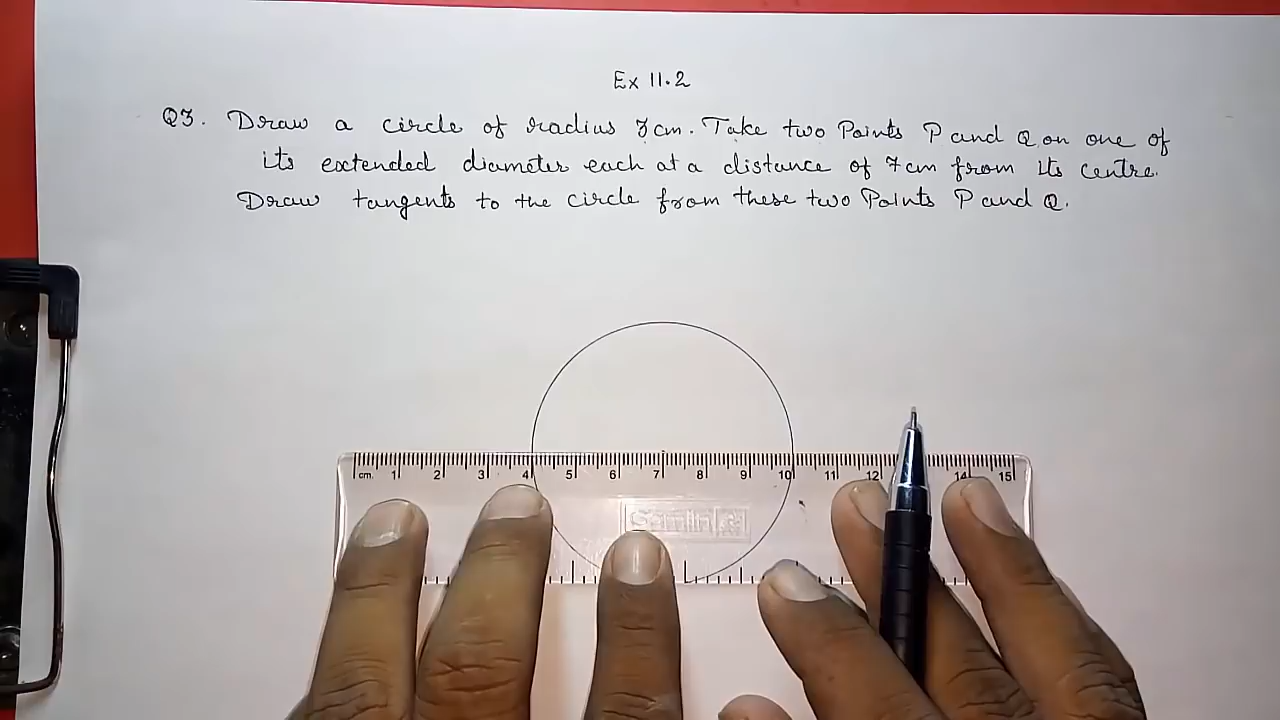 Ex 11.2
Q3. Draw a circle of radius 3cm. Take two Points P and Q on one of
its extended diameter each at a distance of 7cm from its centre.
Draw tangents to the circle from these two Points P and Q.
cm. 1 2 3 4 5 6 7 8 9 10 11 12 14 15